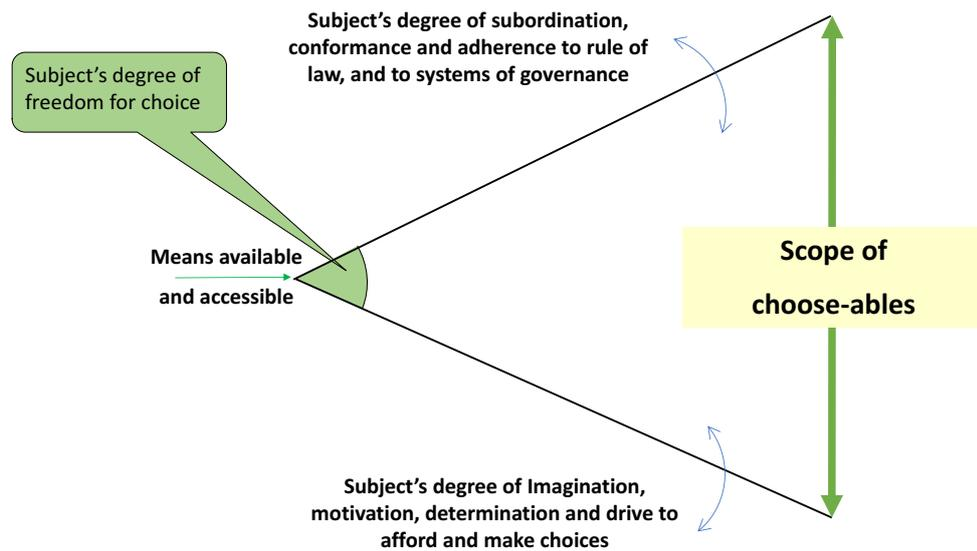 Subject’s degree of subordination,
conformance and adherence to rule of
law, and to systems of governance
Subject’s degree of
freedom for choice
Means available
and accessible
Scope of
choose-ables
Subject’s degree of Imagination,
motivation, determination and drive to
afford and make choices